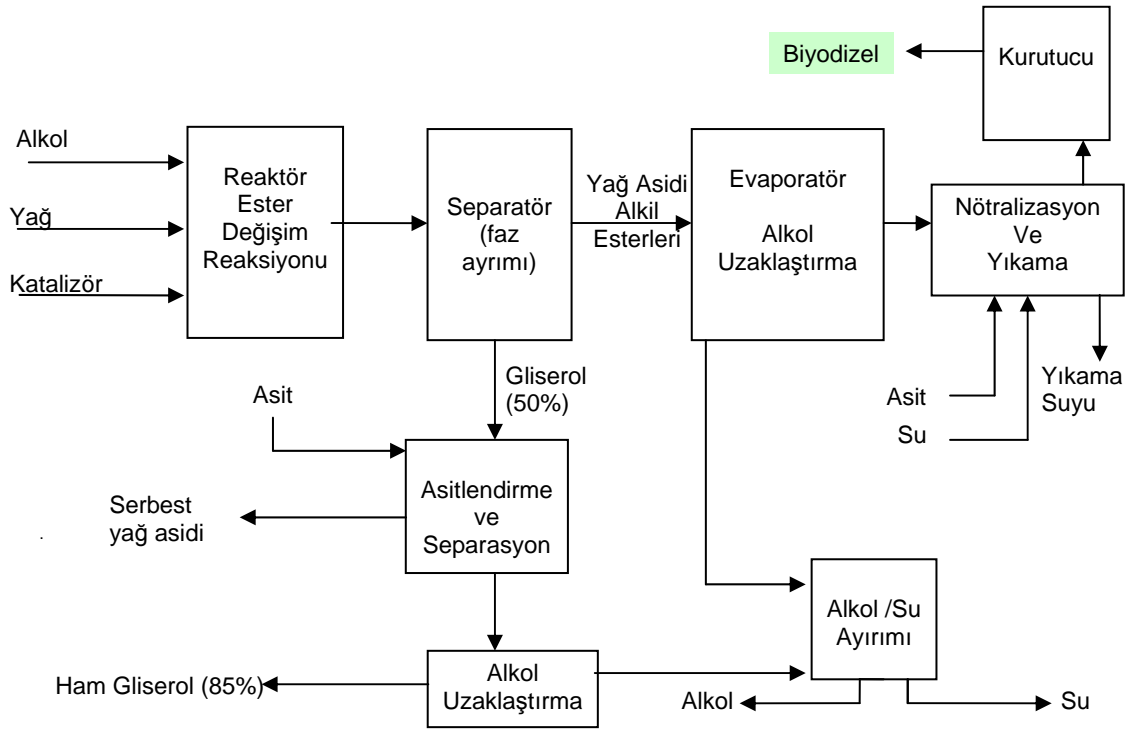 Biyodizel
Kurutucu
Alkol
Yağ
Katalizör
Reaktör
Ester
Değişim
Reaksiyonu
Separatör
(faz
ayrımı)
Yağ Asidi
Alkil
Esterleri
Evaporatör
Alkol
Uzaklaştırma
Nötralizasyon
Ve
Yıkama
Gliserol
(50%)
Asit
Asit
Su
Yıkama
Suyu
Asitlendirme
ve
Separasyon
Serbest
yağ asidi
Alkol /Su
Ayırımı
Ham Gliserol (85%)
Alkol
Uzaklaştırma
Alkol
Su